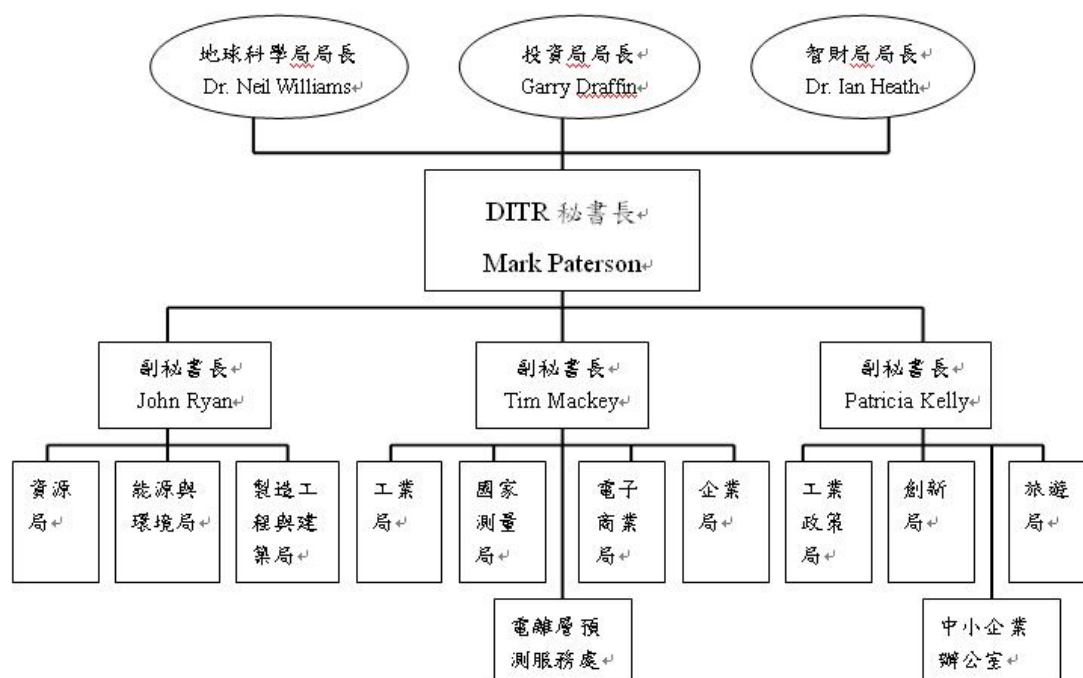 地球科學局局長
Dr. Neil Williams
投資局局長
Garry Draffin
智財局局長
Dr. Ian Heath
DITR 秘書長
Mark Paterson
副秘書長
John Ryan
副秘書長
Tim Mackey
副秘書長
Patricia Kelly
資源
局
能源與
環境局
製造工
程與建
築局
工業
局
國家
測量
局
電子
商業
局
企業
局
工業
政策
局
創新
局
旅遊
局
電離層預
測服務處
中小企業
辦公室